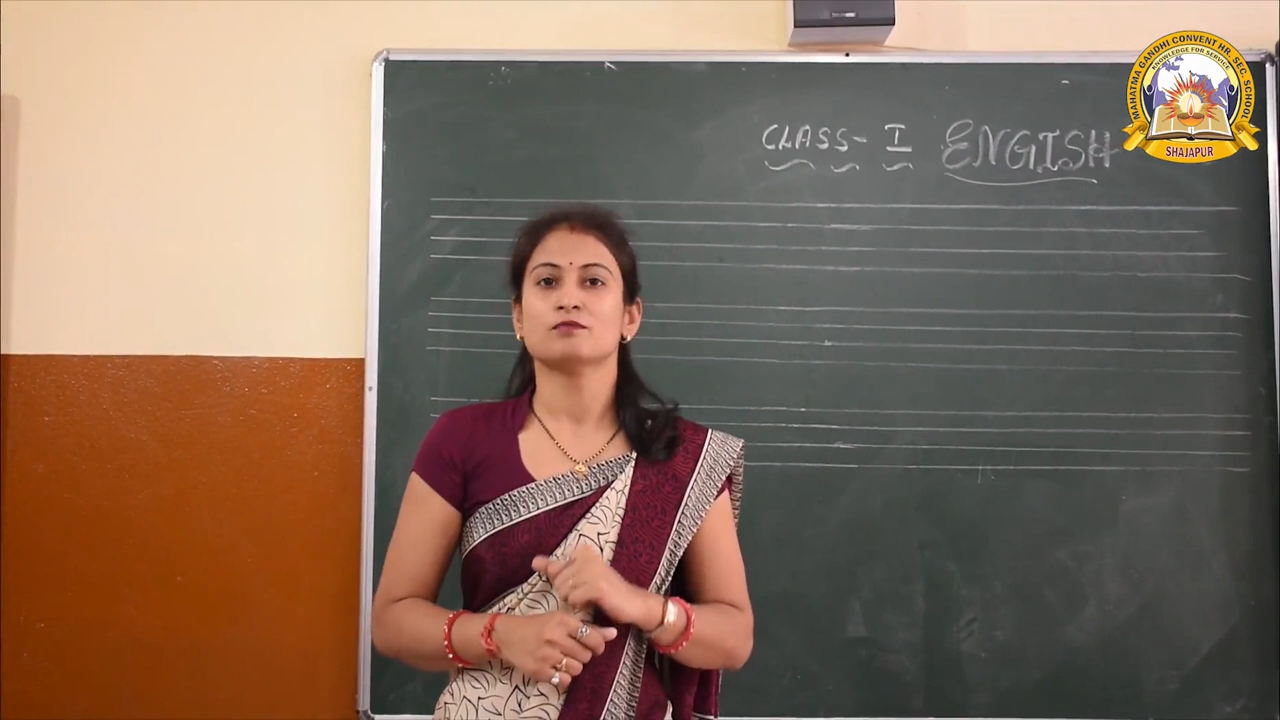 MAHATMA GANDHI CONVENT HR. SEC. SCHOOL
KNOWLEDGE FOR SERVICE
SHAJAPUR
CLASS- I ENGISH